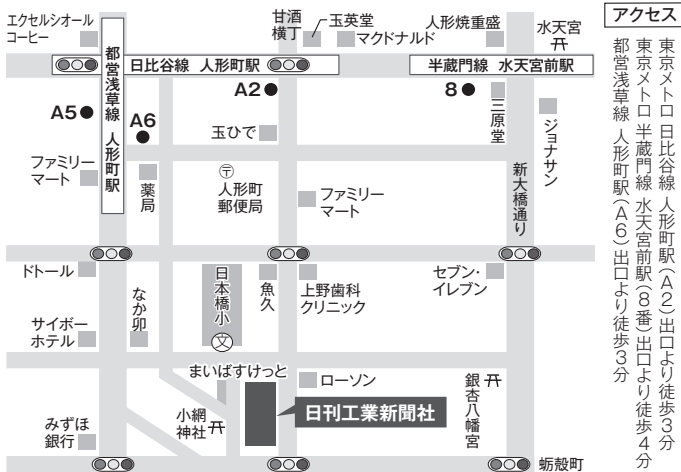 アクセス
東京メトロ 日比谷線 人形町駅(A2)出口より徒歩3分
東京メトロ 半蔵門線 水天宮前駅(8番)出口より徒歩4分
都営浅草線 人形町駅(A6)出口より徒歩3分
エクセルシオール
コーヒー
甘酒
横丁
玉英堂
マクドナルド
人形焼重盛
水天宮
都営浅草線 人形町駅
日比谷線 人形町駅
半蔵門線 水天宮前駅
A5
A6
A2
8
三原堂
ジョナサン
玉ひで
ファミリー
マート
薬局
〒
人形町
郵便局
ファミリー
マート
新大橋通り
ドトール
なか卯
日本橋小
文
魚久
上野歯科
クリニック
セブン‐
イレブン
サイボー
ホテル
まいばすけっと
ローソン
銀杏八幡宮
日刊工業新聞社
小網
神社
みずほ
銀行
蛎殻町